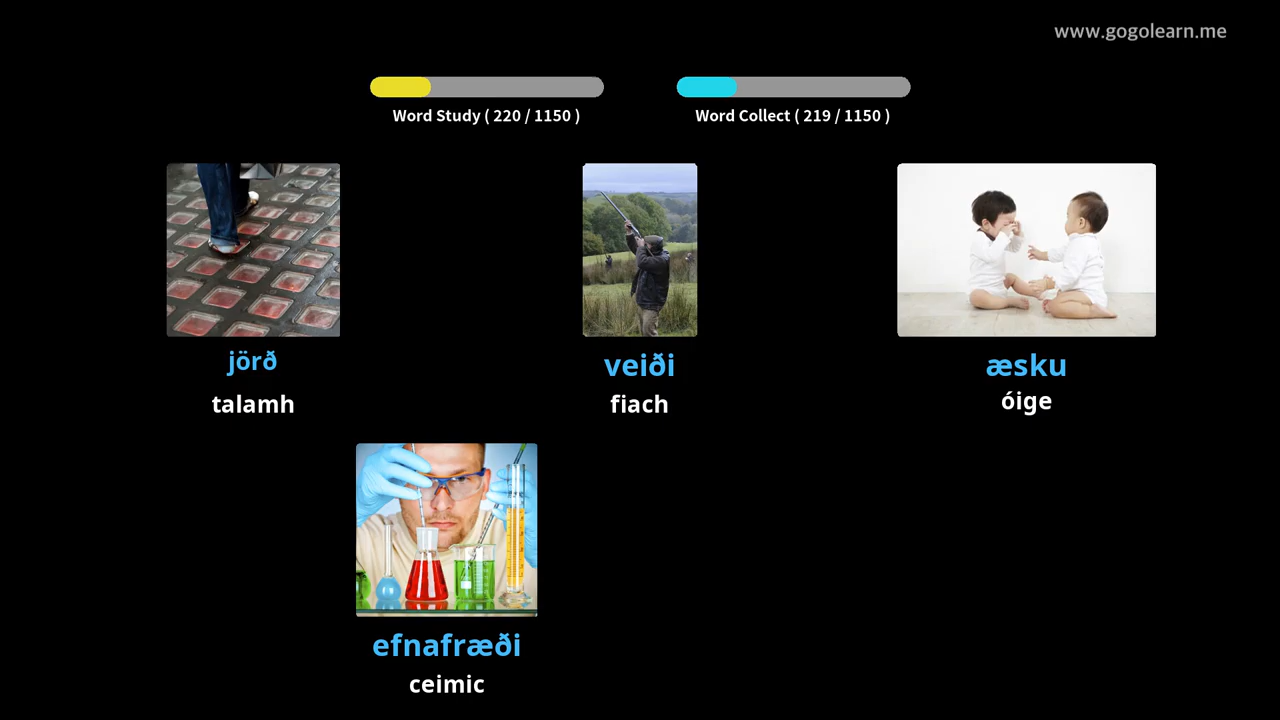 www.gogolearn.me
Word Study ( 220 / 1150 )
Word Collect ( 219 / 1150 )
jörð
talamh
veiði
fiach
æsku
óige
efnafræði
ceimic